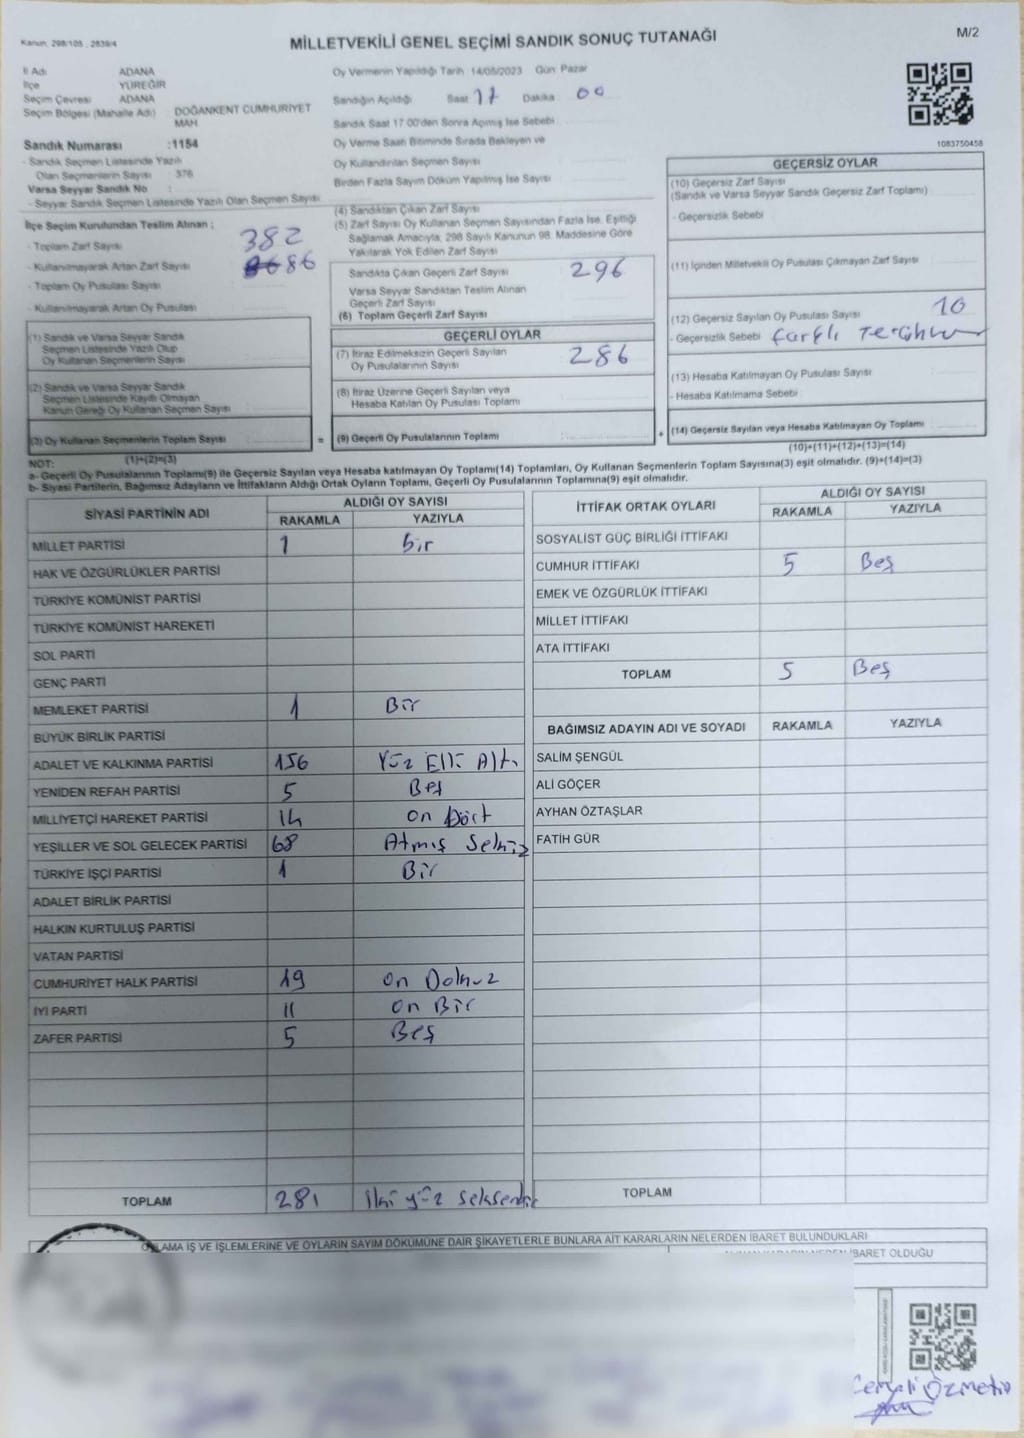 Kanun, 298/105 , 2839/4
MİLLETVEKİLİ GENEL SEÇİMİ SANDIK SONUÇ TUTANAĞI
M/2
İl Adı ADANA
İlçe YÜREĞİR
Seçim Çevresi ADANA
Seçim Bölgesi (Mahalle Adı) DOĞANKENT CUMHURİYET MAH.
Sandık Numarası :1154
- Sandık Seçmen Listesinde Yazılı
Olan Seçmenlerin Sayısı : 376
Varsa Seyyar Sandık No :
- Seyyar Sandık Seçmen Listesinde Yazılı Olan Seçmen Sayısı
Oy Vermenin Yapıldığı Tarih 14/05/2023 Gün Pazar
Sandığın Açıldığı Saat 17 Dakika 00
Sandık Saat 17.00'den Sonra Açımış İse Sebebi
Oy Verme Saati Bitiminde Sırada Bekleyen ve
Oy Kullandırılan Seçmen Sayısı
Birden Fazla Sayım Döküm Yapılmış İse Sayısı
1083750458
İlçe Seçim Kurulundan Teslim Alınan ;
- Toplam Zarf Sayısı 382
- Kullanılmayarak Artan Zarf Sayısı 86
- Toplam Oy Pusulası Sayısı
- Kullanılmayarak Artan Oy Pusulası
(1) Sandık ve Varsa Seyyar Sandık
Seçmen Listesinde Yazılı Olup
Oy Kullanan Seçmenlerin Sayısı
(2) Sandık ve Varsa Seyyar Sandık
Seçmen Listesinde Kayıtlı Olmayan
Kanun Gereği Oy Kullanan Seçmen Sayısı
(3) Oy Kullanan Seçmenlerin Toplam Sayısı
(1)+(2)=(3)
(4) Sandıktan Çıkan Zarf Sayısı
(5) Zarf Sayısı Oy Kullanan Seçmen Sayısından Fazla İse, Eşitliği
Sağlamak Amacıyla, 298 Sayılı Kanunun 98. Maddesine Göre
Yakılarak Yok Edilen Zarf Sayısı
Sandıkta Çıkan Geçerli Zarf Sayısı 296
Varsa Seyyar Sandıktan Teslim Alınan
Geçerli Zarf Sayısı
(6) Toplam Geçerli Zarf Sayısı
GEÇERLİ OYLAR
(7) İtiraz Edilmeksizin Geçerli Sayılan
Oy Pusulalarının Sayısı 286
(8) İtiraz Üzerine Geçerli Sayılan veya
Hesaba Katılan Oy Pusulası Toplamı
= (9) Geçerli Oy Pusulalarının Toplamı
GEÇERSİZ OYLAR
(10) Geçersiz Zarf Sayısı
(Sandık ve Varsa Seyyar Sandık Geçersiz Zarf Toplamı)
- Geçersizlik Sebebi
(11) İçinden Milletvekili Oy Pusulası Çıkmayan Zarf Sayısı
(12) Geçersiz Sayılan Oy Pusulası Sayısı 10
- Geçersizlik Sebebi farklı
(13) Hesaba Katılmayan Oy Pusulası Sayısı
- Hesaba Katılmama Sebebi
+ (14) Geçersiz Sayılan veya Hesaba Katılmayan Oy Toplamı
(10)+(11)+(12)+(13)=(14)
NOT:
a- Geçerli Oy Pusulalarının Toplamı(9) ile Geçersiz Sayılan veya Hesaba katılmayan Oy Toplamı(14) Toplamları, Oy Kullanan Seçmenlerin Toplam Sayısına(3) eşit olmalıdır. (9)+(14)=(3)
b- Siyasi Partilerin, Bağımsız Adayların ve İttifakların Aldığı Ortak Oyların Toplamı, Geçerli Oy Pusulalarının Toplamına(9) eşit olmalıdır.
SİYASİ PARTİNİN ADI ALDIĞI OY SAYISI
RAKAMLA YAZIYLA
MİLLET PARTİSİ 1 bir
HAK VE ÖZGÜRLÜKLER PARTİSİ
TÜRKİYE KOMÜNİST PARTİSİ
TÜRKİYE KOMÜNİST HAREKETİ
SOL PARTİ
GENÇ PARTİ
MEMLEKET PARTİSİ 1 Bir
BÜYÜK BİRLİK PARTİSİ
ADALET VE KALKINMA PARTİSİ 156 Yüz Elli Altı
YENİDEN REFAH PARTİSİ 5 Beş
MİLLİYETÇİ HAREKET PARTİSİ 14 on Dört
YEŞİLLER VE SOL GELECEK PARTİSİ 68 Atmış Sekiz
TÜRKİYE İŞÇİ PARTİSİ 1 Bir
ADALET BİRLİK PARTİSİ
HALKIN KURTULUŞ PARTİSİ
VATAN PARTİSİ
CUMHURİYET HALK PARTİSİ 19 on Dokuz
İYİ PARTİ 11 on Bir
ZAFER PARTİSİ 5 Beş
TOPLAM 281 iki yüz seksenbir
İTTİFAK ORTAK OYLARI ALDIĞI OY SAYISI
RAKAMLA YAZIYLA
SOSYALİST GÜÇ BİRLİĞİ İTTİFAKI
CUMHUR İTTİFAKI 5 Beş
EMEK VE ÖZGÜRLÜK İTTİFAKI
MİLLET İTTİFAKI
ATA İTTİFAKI
TOPLAM 5 Beş
BAĞIMSIZ ADAYIN ADI VE SOYADI RAKAMLA YAZIYLA
SALİM ŞENGÜL
ALİ GÖÇER
AYHAN ÖZTAŞLAR
FATİH GÜR
TOPLAM
OYLAMA İŞ VE İŞLEMLERİNE VE OYLARIN SAYIM DÖKÜMÜNE DAİR ŞİKAYETLERLE BUNLARA AİT KARARLARIN NELERDEN İBARET BULUNDUKLARI
İBARET OLDUĞU